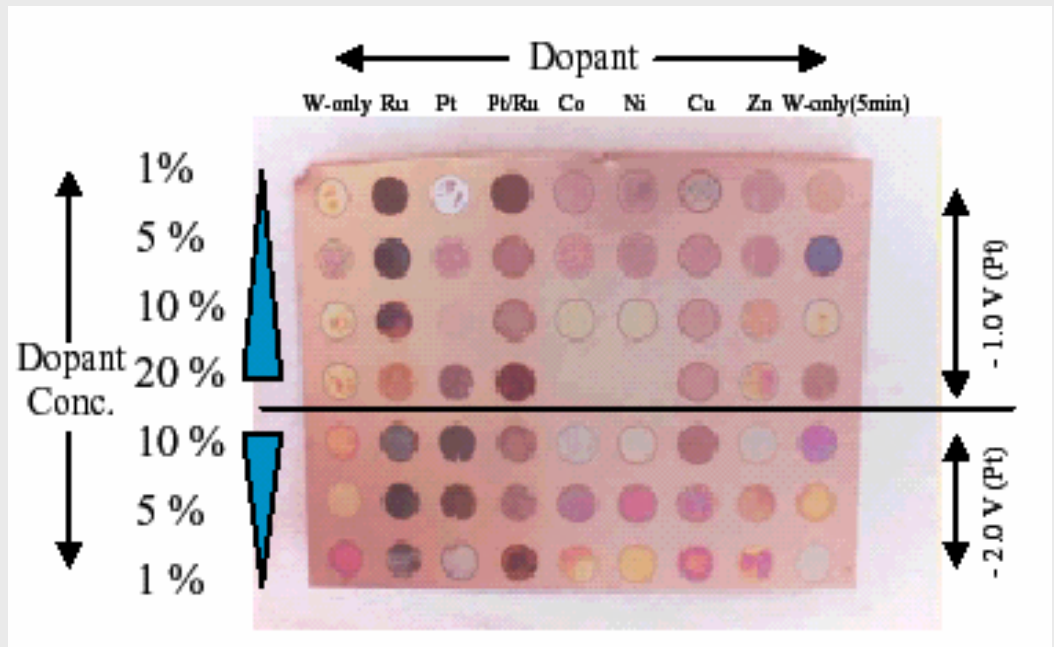 Dopant
W-only Ru Pt Pt/Ru Co Ni Cu Zn W-only(5min)
1%
5 %
10 %
20 %
10 %
5 %
1 %
Dopant
Conc.
- 1.0 V (Pt)
- 2.0 V (Pt)